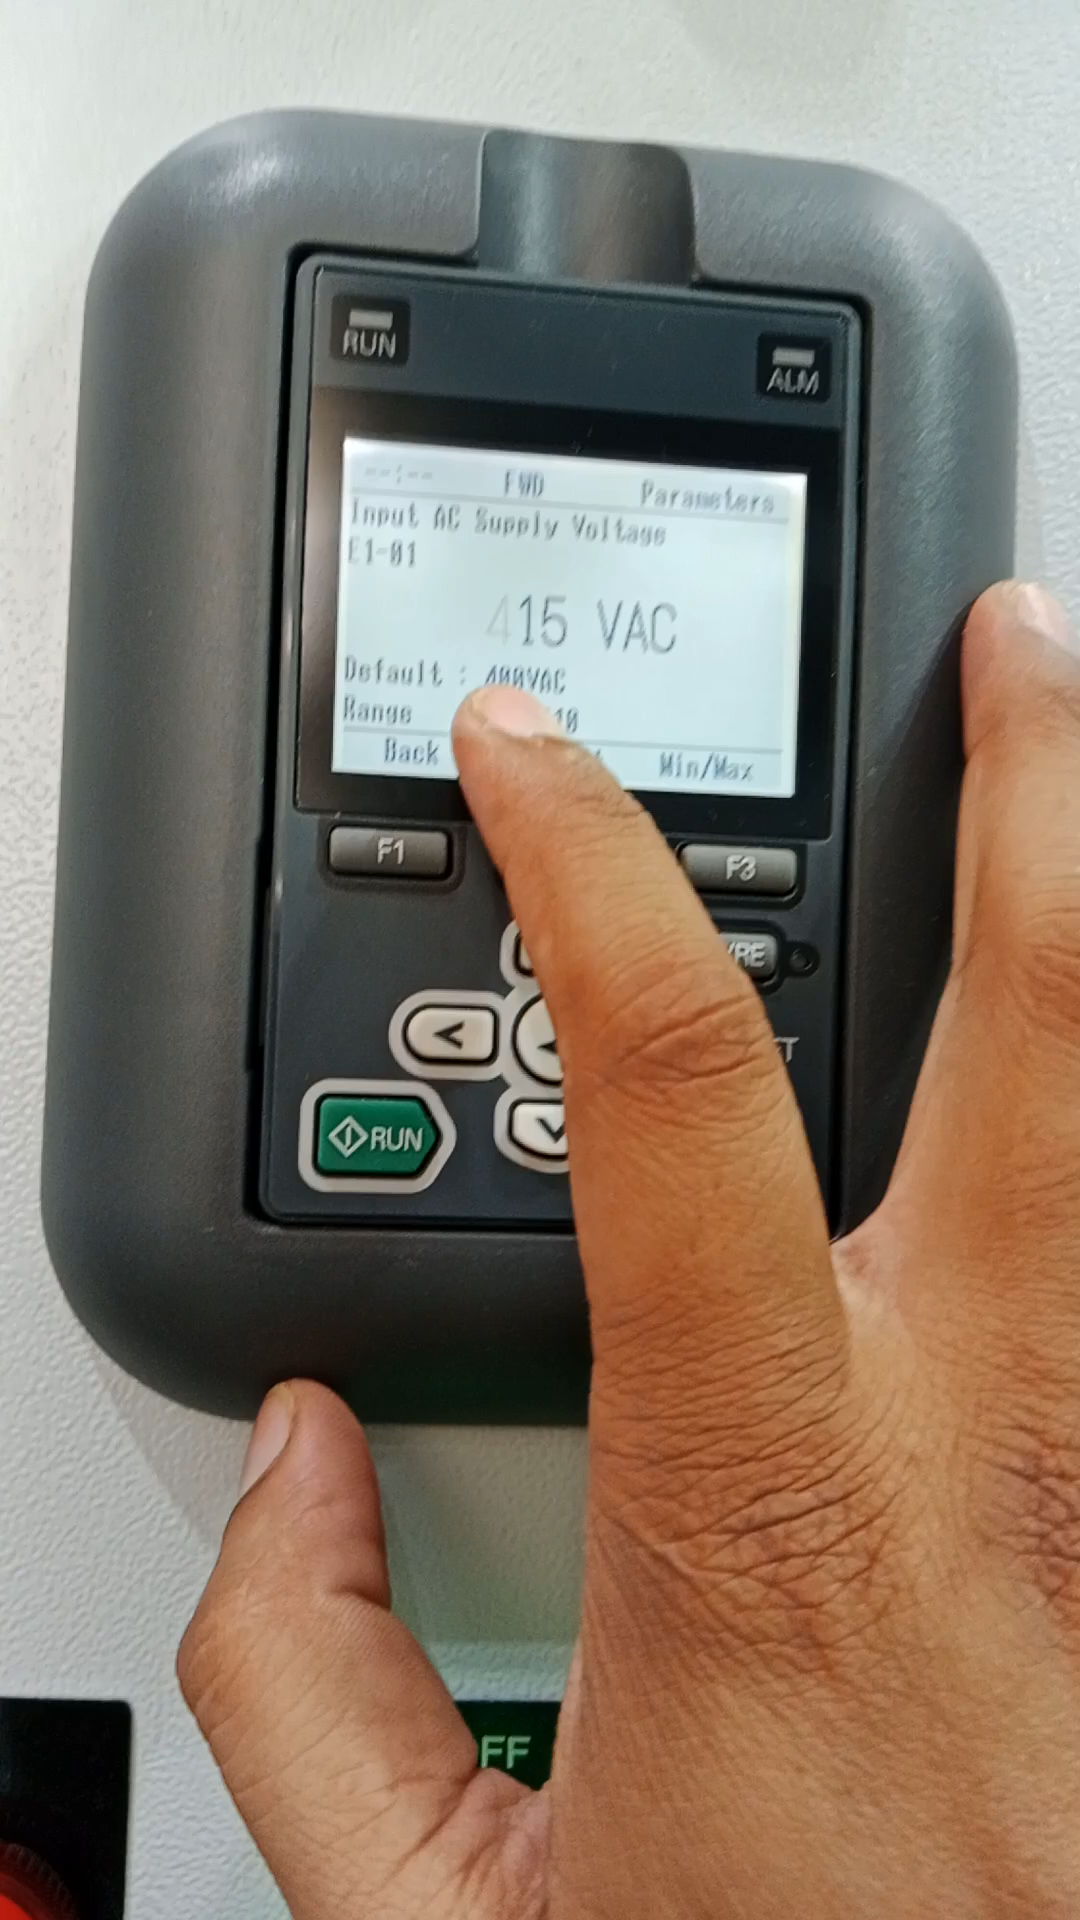 RUN
ALM
--:-- FWD Parameters
Input AC Supply Voltage
E1-01
415 VAC
Default : 400VAC
Range
Back Min/Max
F1
F3
RUN